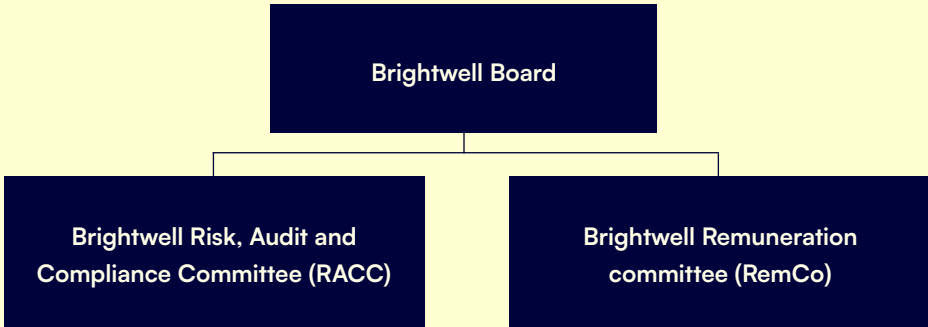 Brightwell Board
Brightwell Risk, Audit and
Compliance Committee (RACC)
Brightwell Remuneration
committee (RemCo)